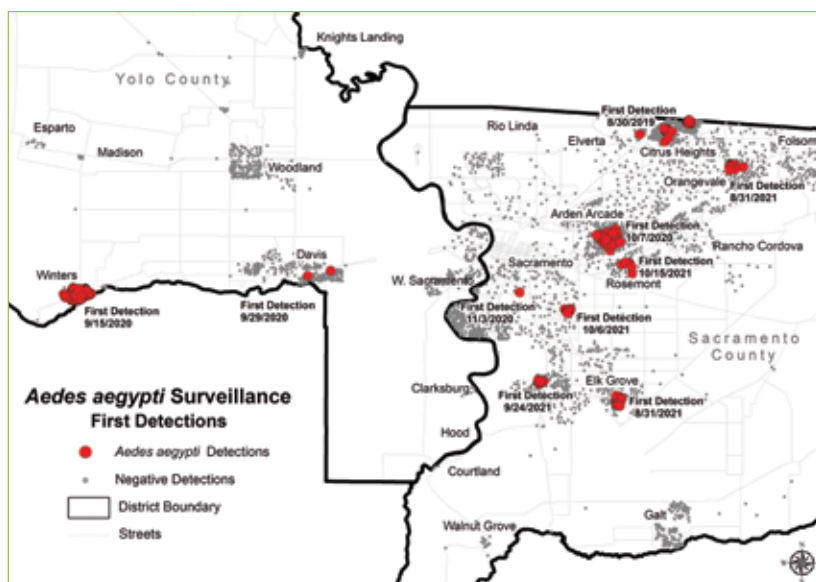 Knights Landing
Yolo County
Esparto
Madison
Woodland
Winters
First Detection
9/15/2020
Davis
First Detection
9/29/2020
First Detection
8/30/2019
Rio Linda
Elverta
Citrus Heights
Folsom
Orangevale
First Detection
8/31/2021
Arden Arcade
First Detection
10/7/2020
Rancho Cordova
First Detection
10/15/2021
Rosemont
Sacramento
W. Sacramento
First Detection
11/3/2020
First Detection
10/6/2021
Sacramento
County
Clarksburg
First Detection
9/24/2021
Elk Grove
First Detection
8/31/2021
Hood
Courtland
Walnut Grove
Galt
Aedes aegypti Surveillance
First Detections
Aedes aegypti Detections
Negative Detections
District Boundary
Streets